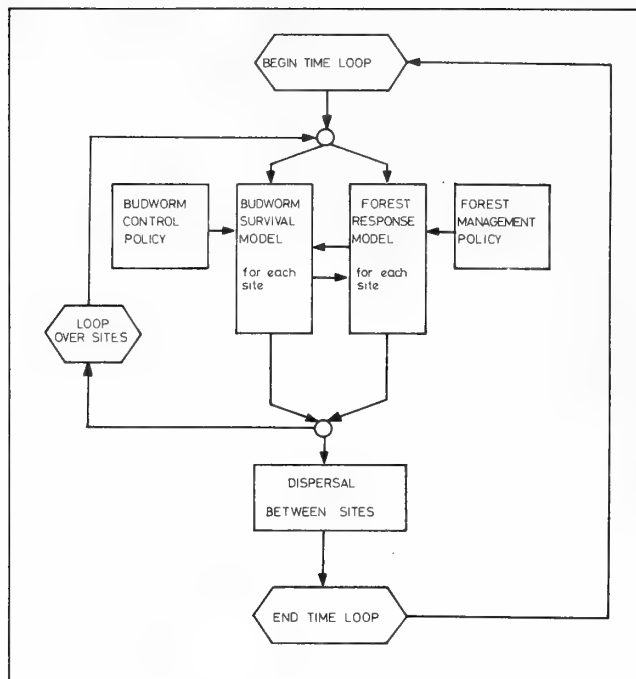 BEGIN TIME LOOP
BUDWORM
CONTROL
POLICY
BUDWORM
SURVIVAL
MODEL
for each
site
FOREST
RESPONSE
MODEL
for each
site
FOREST
MANAGEMENT
POLICY
LOOP
OVER SITES
DISPERSAL
BETWEEN SITES
END TIME LOOP